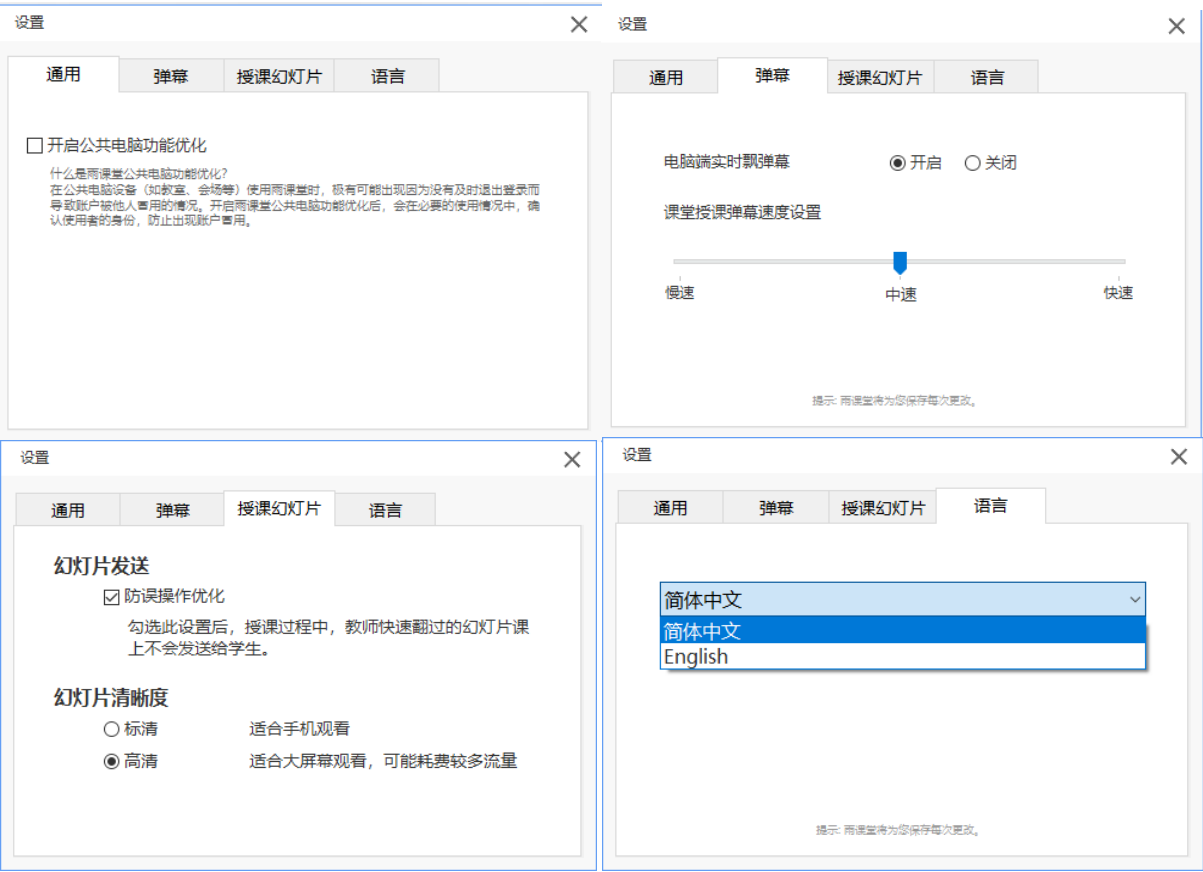 设置
通用 弹幕 授课幻灯片 语言
开启公共电脑功能优化
什么是雨课堂公共电脑功能优化?
在公共电脑设备（如教室、会场等）使用雨课堂时，极有可能出现因为没有及时退出登录而
导致账户被他人冒用的情况。开启雨课堂公共电脑功能优化后，会在必要的使用情况中，确
认使用者的身份，防止出现账户冒用。
设置
通用 弹幕 授课幻灯片 语言
电脑端实时飘弹幕 开启 关闭
课堂授课弹幕速度设置
慢速 中速 快速
提示: 雨课堂将为您保存每次更改。
设置
通用 弹幕 授课幻灯片 语言
幻灯片发送
防误操作优化
勾选此设置后，授课过程中，教师快速翻过的幻灯片课
上不会发送给学生。
幻灯片清晰度
标清 适合手机观看
高清 适合大屏幕观看，可能耗费较多流量
设置
通用 弹幕 授课幻灯片 语言
简体中文
简体中文
English
提示: 雨课堂将为您保存每次更改。